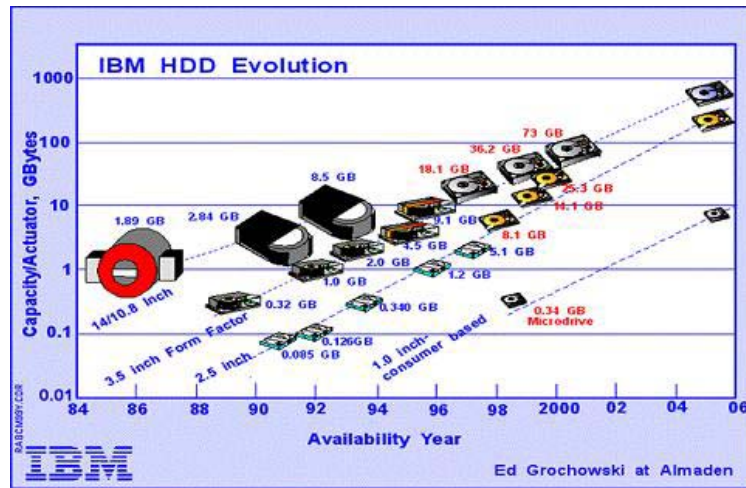 IBM HDD Evolution
Capacity/Actuator, GBytes
1000
100
10
1
0.1
0.01
84
86
88
90
92
94
96
98
2000
02
04
06
Availability Year
1.89 GB
2.84 GB
8.5 GB
18.1 GB
36.2 GB
73 GB
9.1 GB
25.3 GB
14.1 GB
4.5 GB
8.1 GB
2.0 GB
5.1 GB
1.0 GB
1.2 GB
0.32 GB
0.340 GB
0.126GB
0.085 GB
0.34 GB
Microdrive
14/10.8 Inch
3.5 inch Form Factor
2.5 inch
1.0 inch-
consumer based
IBM
Ed Grochowski at Almaden